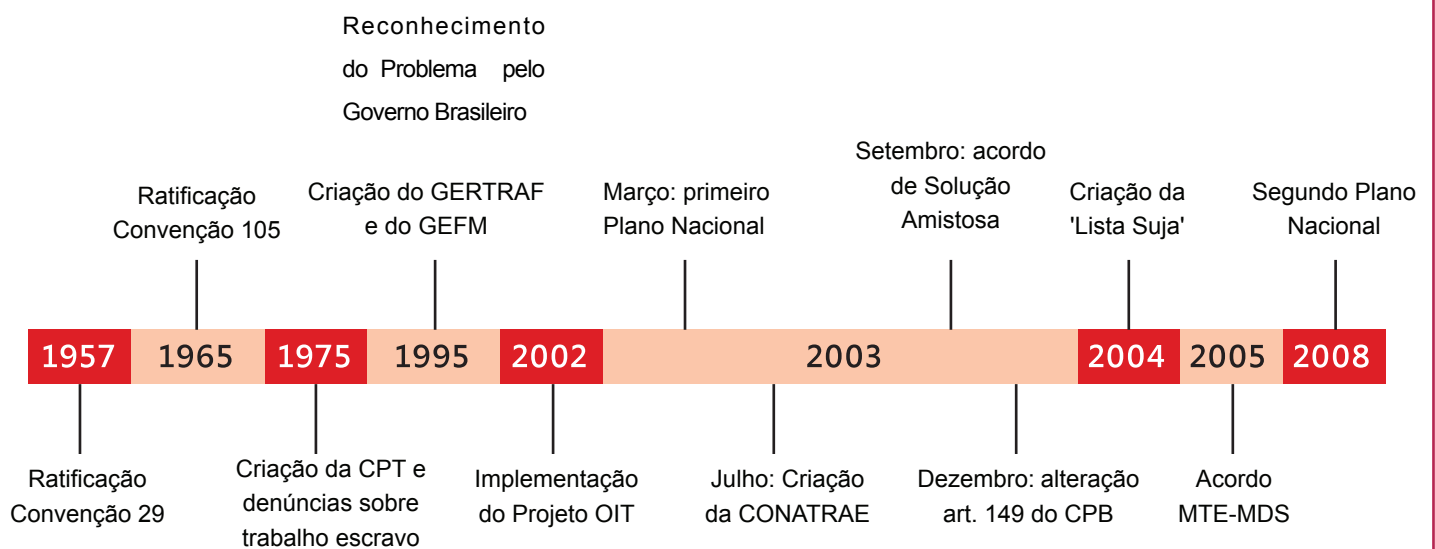 Reconhecimento
do Problema pelo
Governo Brasileiro
Ratificação
Convenção 105
Criação do GERTRAF
e do GEFM
Março: primeiro
Plano Nacional
Setembro: acordo
de Solução
Amistosa
Criação da
'Lista Suja'
Segundo Plano
Nacional
1957 1965 1975 1995 2002 2003 2004 2005 2008
Ratificação
Convenção 29
Criação da CPT e
denúncias sobre
trabalho escravo
Implementação
do Projeto OIT
Julho: Criação
da CONATRAE
Dezembro: alteração
art. 149 do CPB
Acordo
MTE-MDS